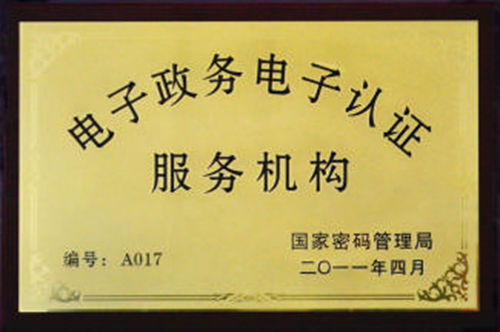 电子政务电子认证
服务机构
国家密码管理局
编号：A017
二〇一一年四月